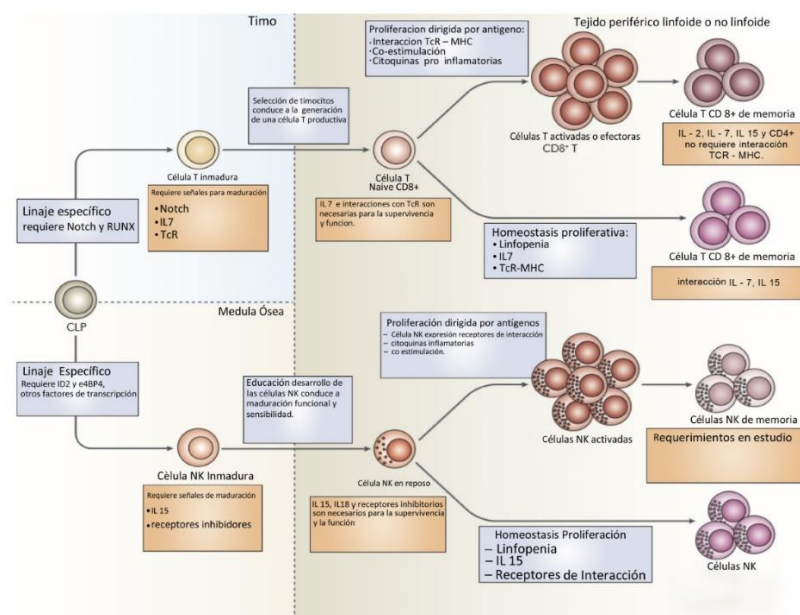 Timo
Tejido periférico linfoide o no linfoide
Proliferacion dirigida por antígeno:
·Interaccion TcR – MHC
·Co-estimulación
·Citoquinas pro inflamatorias
Selección de timocitos
conduce a la generación
de una célula T productiva
Célula T inmadura
Célula T
Naive CD8+
Células T activadas o efectoras
CD8⁺ T
Célula T CD 8+ de memoria
IL - 2, IL - 7, IL 15 y CD4+
no requiere interacción
TCR - MHC.
Linaje específico
requiere Notch y RUNX
Requiere señales para maduración
•Notch
•IL7
•TcR
IL 7 e interacciones con TcR son
necesarias para la supervivencia
y funcion.
Homeostasis proliferativa:
• Linfopenia
• IL7
• TcR-MHC
Célula T CD 8+ de memoria
interacción IL - 7, IL 15
CLP
Medula Ósea
Linaje Específico
Requiere ID2 y e4BP4,
otros factores de transcripción
Educación desarrollo de
las células NK conduce a
maduración funcional y
sensibilidad.
Proliferación dirigida por antígenos
– Célula NK expresión receptores de interacción
– citoquinas inflamatorias
– co estimulación.
Cèlula NK Inmadura
Célula NK en reposo
Células NK activadas
Células NK de memoria
Requerimientos en estudio
Requiere señales de maduración
•IL 15
•receptores inhibidores
IL 15, IL18 y receptores inhibitorios
son necesarios para la supervivencia
y la función
Homeostasis Proliferación
– Linfopenia
– IL 15
– Receptores de Interacción
Células NK